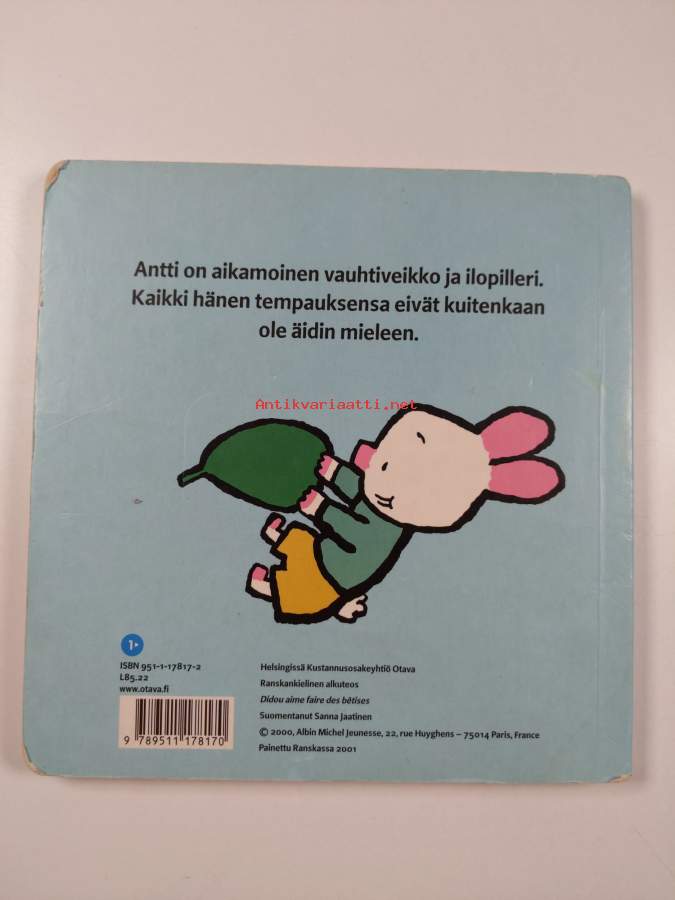 Antti on aikamoinen vauhtiveikko ja ilopilleri.
Kaikki hänen tempauksensa eivät kuitenkaan
ole äidin mieleen.
Antikvariaatti.net
1
ISBN 951-1-17817-2
L85.22
www.otava.fi
9 789511 178170
Helsingissä Kustannusosakeyhtiö Otava
Ranskankielinen alkuteos
Didou aime faire des bêtises
Suomentanut Sanna Jaatinen
© 2000, Albin Michel Jeunesse, 22, rue Huyghens – 75014 Paris, France
Painettu Ranskassa 2001